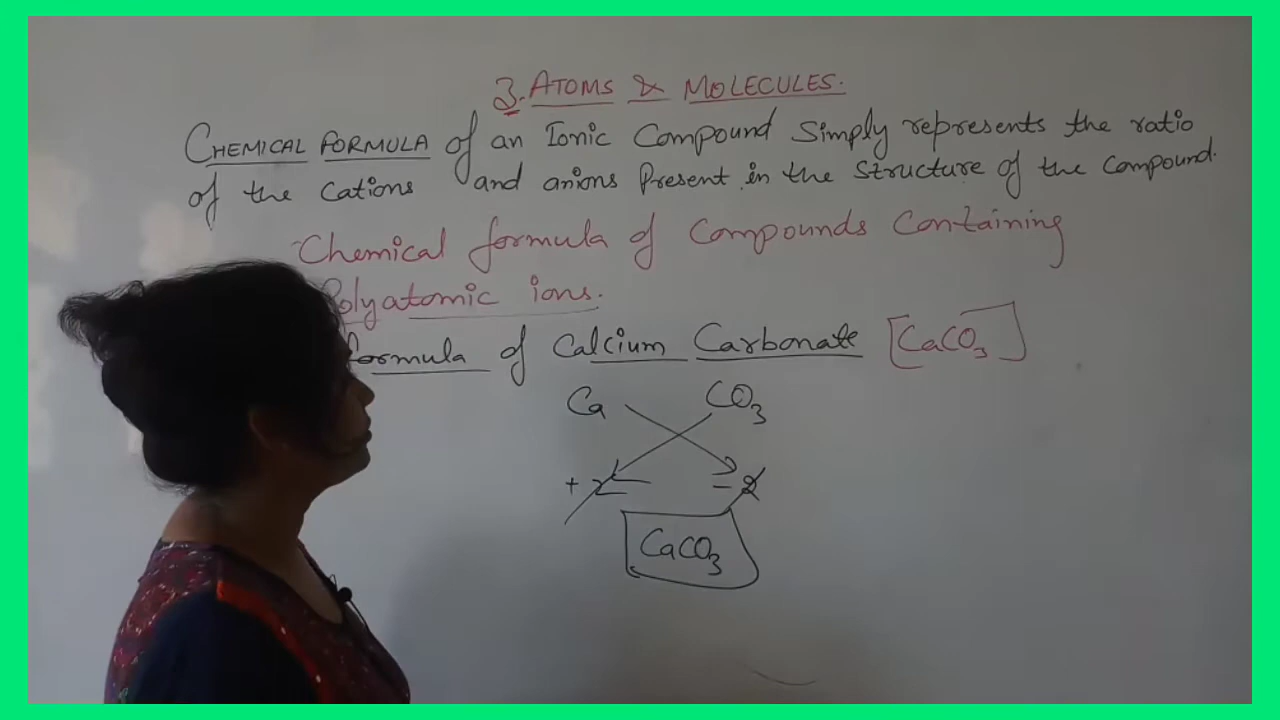 3. ATOMS & MOLECULES.
CHEMICAL FORMULA of an Ionic Compound Simply represents the ratio
of the cations and anions Present in the structure of the compound.
Chemical formula of Compounds Containing
Polyatomic ions.
formula of Calcium Carbonate [CaCO3]
Ca CO3
+ 2 - 2
CaCO3